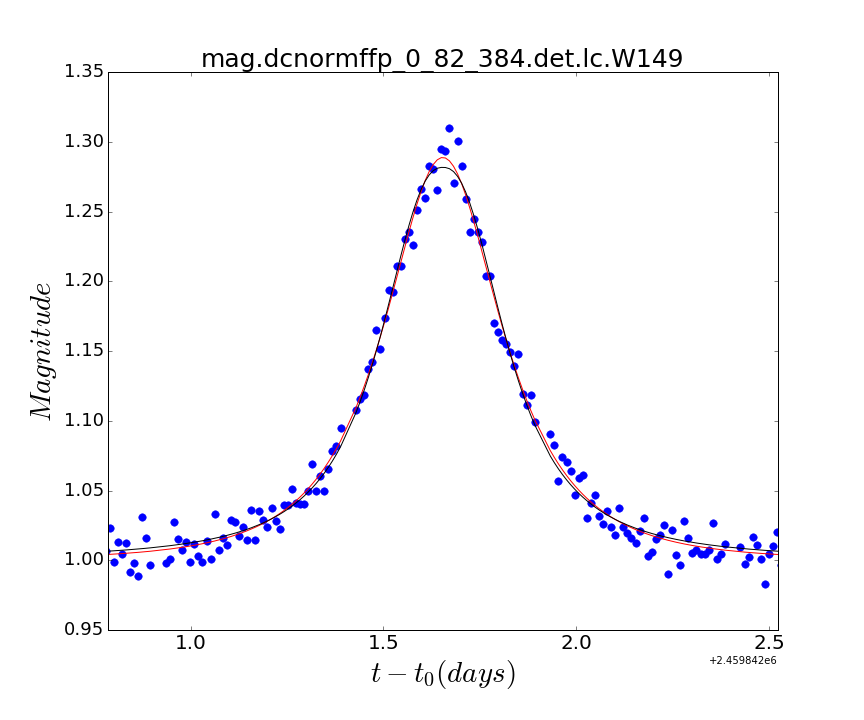 mag.dcnormffp_0_82_384.det.lc.W149
1.35
1.30
1.25
1.20
1.15
1.10
1.05
1.00
0.95
Magnitude
1.0 1.5 2.0 2.5
+2.459842e6
t − t₀(days)